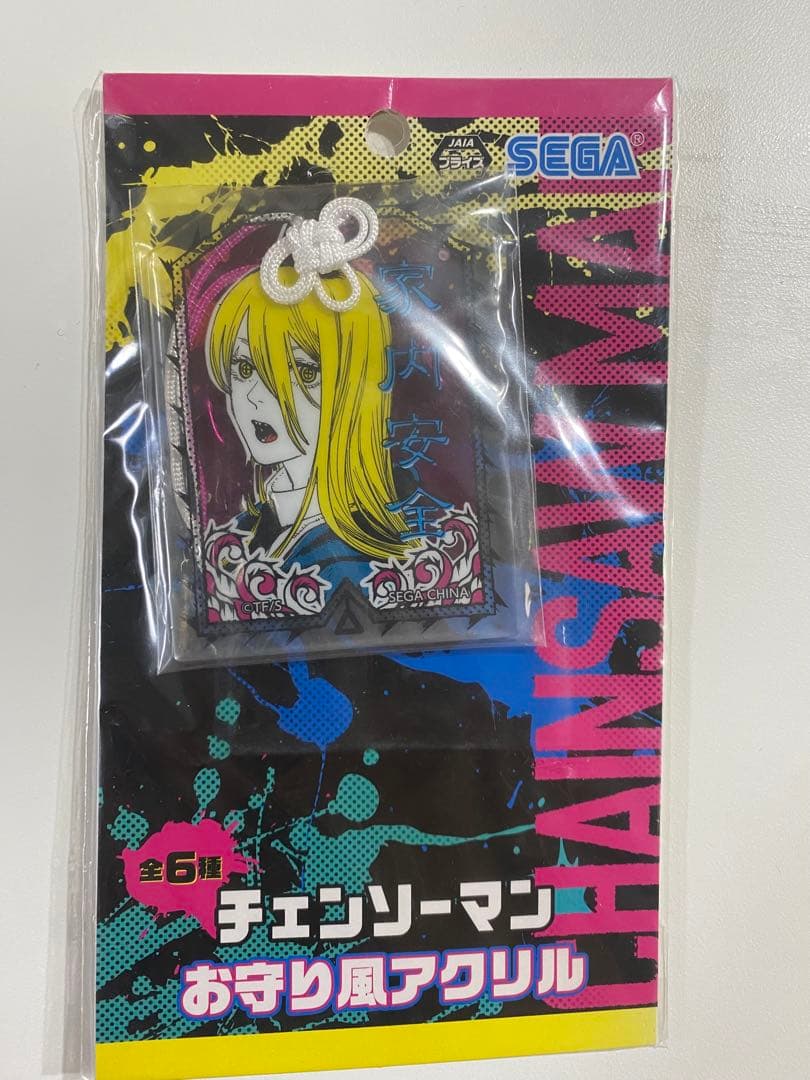 JAIA
プライズ
SEGA®
家内安全
©TF/S
SEGA CHINA
CHAINSAW MAN
全6種
チェンソーマン
お守り風アクリル